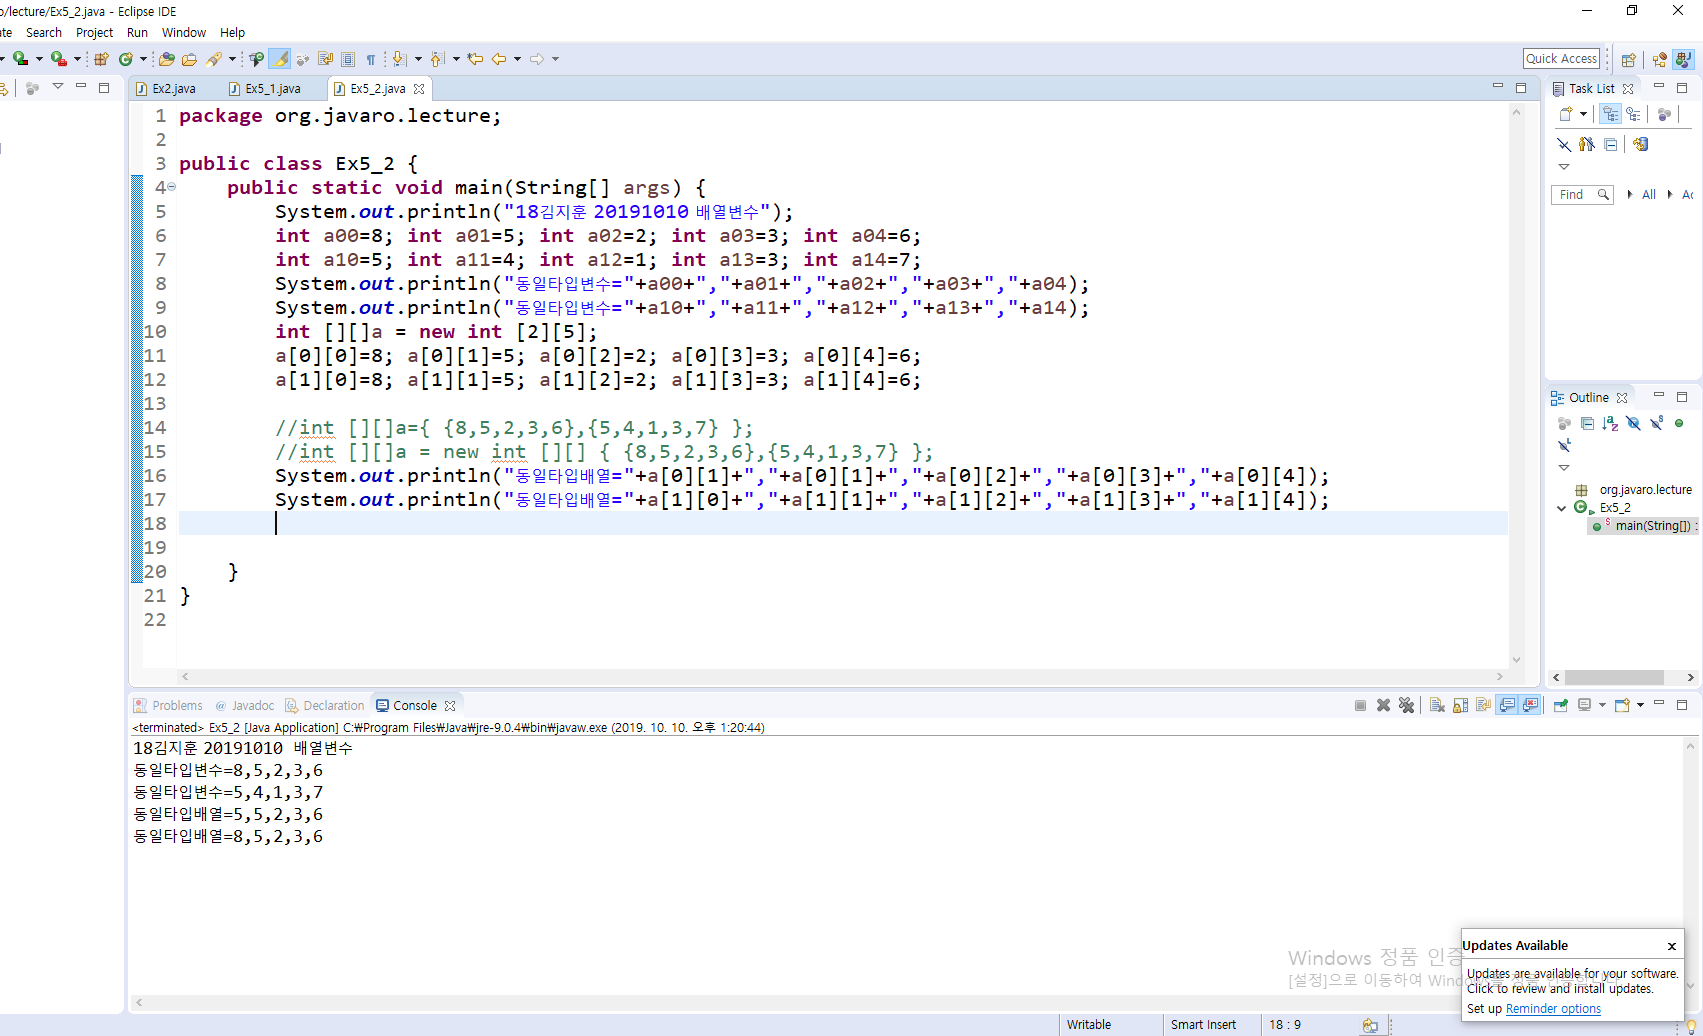 o/lecture/Ex5_2.java - Eclipse IDE
te Search Project Run Window Help
Quick Access
Ex2.java Ex5_1.java Ex5_2.java
Task List
1 package org.javaro.lecture;
2
3 public class Ex5_2 {
4 public static void main(String[] args) {
5 System.out.println("18김지훈 20191010 배열변수");
6 int a00=8; int a01=5; int a02=2; int a03=3; int a04=6;
7 int a10=5; int a11=4; int a12=1; int a13=3; int a14=7;
8 System.out.println("동일타입변수="+a00+","+a01+","+a02+","+a03+","+a04);
9 System.out.println("동일타입변수="+a10+","+a11+","+a12+","+a13+","+a14);
10 int [][]a = new int [2][5];
11 a[0][0]=8; a[0][1]=5; a[0][2]=2; a[0][3]=3; a[0][4]=6;
12 a[1][0]=8; a[1][1]=5; a[1][2]=2; a[1][3]=3; a[1][4]=6;
13
14 //int [][]a={ {8,5,2,3,6},{5,4,1,3,7} };
15 //int [][]a = new int [][] { {8,5,2,3,6},{5,4,1,3,7} };
16 System.out.println("동일타입배열="+a[0][1]+","+a[0][1]+","+a[0][2]+","+a[0][3]+","+a[0][4]);
17 System.out.println("동일타입배열="+a[1][0]+","+a[1][1]+","+a[1][2]+","+a[1][3]+","+a[1][4]);
18
19
20 }
21 }
22
Find All Ac
Outline
org.javaro.lecture
Ex5_2
main(String[]) :
Problems @ Javadoc Declaration Console
<terminated> Ex5_2 [Java Application] C:₩Program Files₩Java₩jre-9.0.4₩bin₩javaw.exe (2019. 10. 10. 오후 1:20:44)
18김지훈 20191010 배열변수
동일타입변수=8,5,2,3,6
동일타입변수=5,4,1,3,7
동일타입배열=5,5,2,3,6
동일타입배열=8,5,2,3,6
Windows 정품 인증
[설정]으로 이동하여
Updates Available
Updates are available for your software.
Click to review and install updates.
Set up Reminder options
Writable Smart Insert 18 : 9